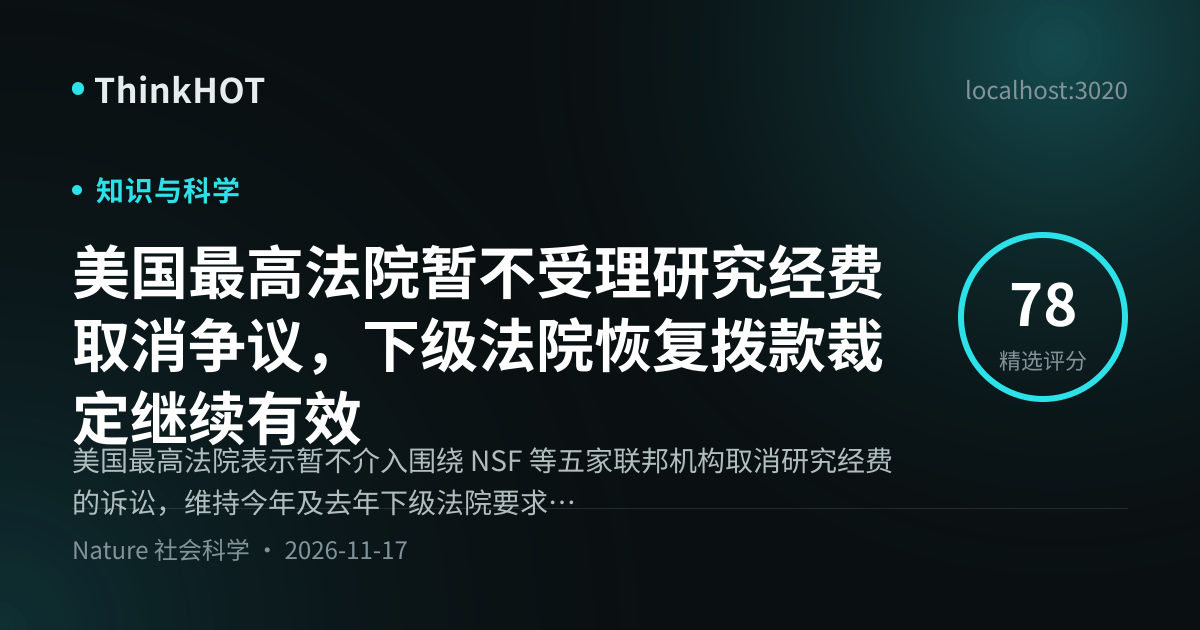 ThinkHOT
localhost:3020
知识与科学
美国最高法院暂不受理研究经费
取消争议，下级法院恢复拨款裁
定继续有效
78
精选评分
美国最高法院表示暂不介入围绕 NSF 等五家联邦机构取消研究经费
的诉讼，维持今年及去年下级法院要求…
Nature 社会科学 · 2026-11-17